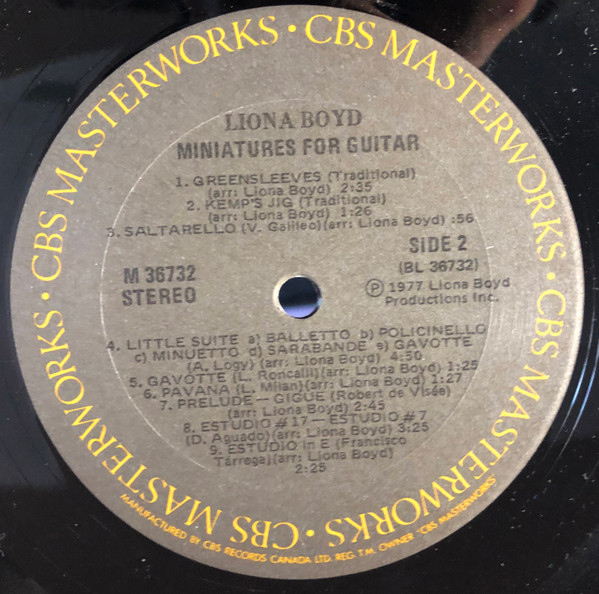 CBS MASTERWORKS · CBS MASTERWORKS · CBS MASTERWORKS · CBS MASTERWORKS ·
LIONA BOYD
MINIATURES FOR GUITAR
1. GREENSLEEVES (Traditional)
(arr: Liona Boyd) 2:35
2. KEMP'S JIG (Traditional)
(arr: Liona Boyd) 1:26
3. SALTARELLO (V. Galileo)(arr: Liona Boyd) :56
M 36732
STEREO
SIDE 2
(BL 36732)
Ⓟ 1977 Liona Boyd
Productions Inc.
4. LITTLE SUITE a) BALLETTO b) POLICINELLO
c) MINUETTO d) SARABANDE e) GAVOTTE
(A. Logy) (arr: Liona Boyd) 4:50
5. GAVOTTE (L. Roncalli)(arr: Liona Boyd) 1:25
6. PAVANA (L. Milan)(arr: Liona Boyd) 1:27
7. PRELUDE — GIGUE (Robert de Visée)
(arr: Liona Boyd) 2:45
8. ESTUDIO #17 — ESTUDIO #7
(D. Aguado)(arr: Liona Boyd) 3:25
9. ESTUDIO in E (Francisco
Tárrega)(arr: Liona Boyd)
2:25
MANUFACTURED BY CBS RECORDS CANADA LTD. REG. T.M. OWNER "CBS MASTERWORKS"